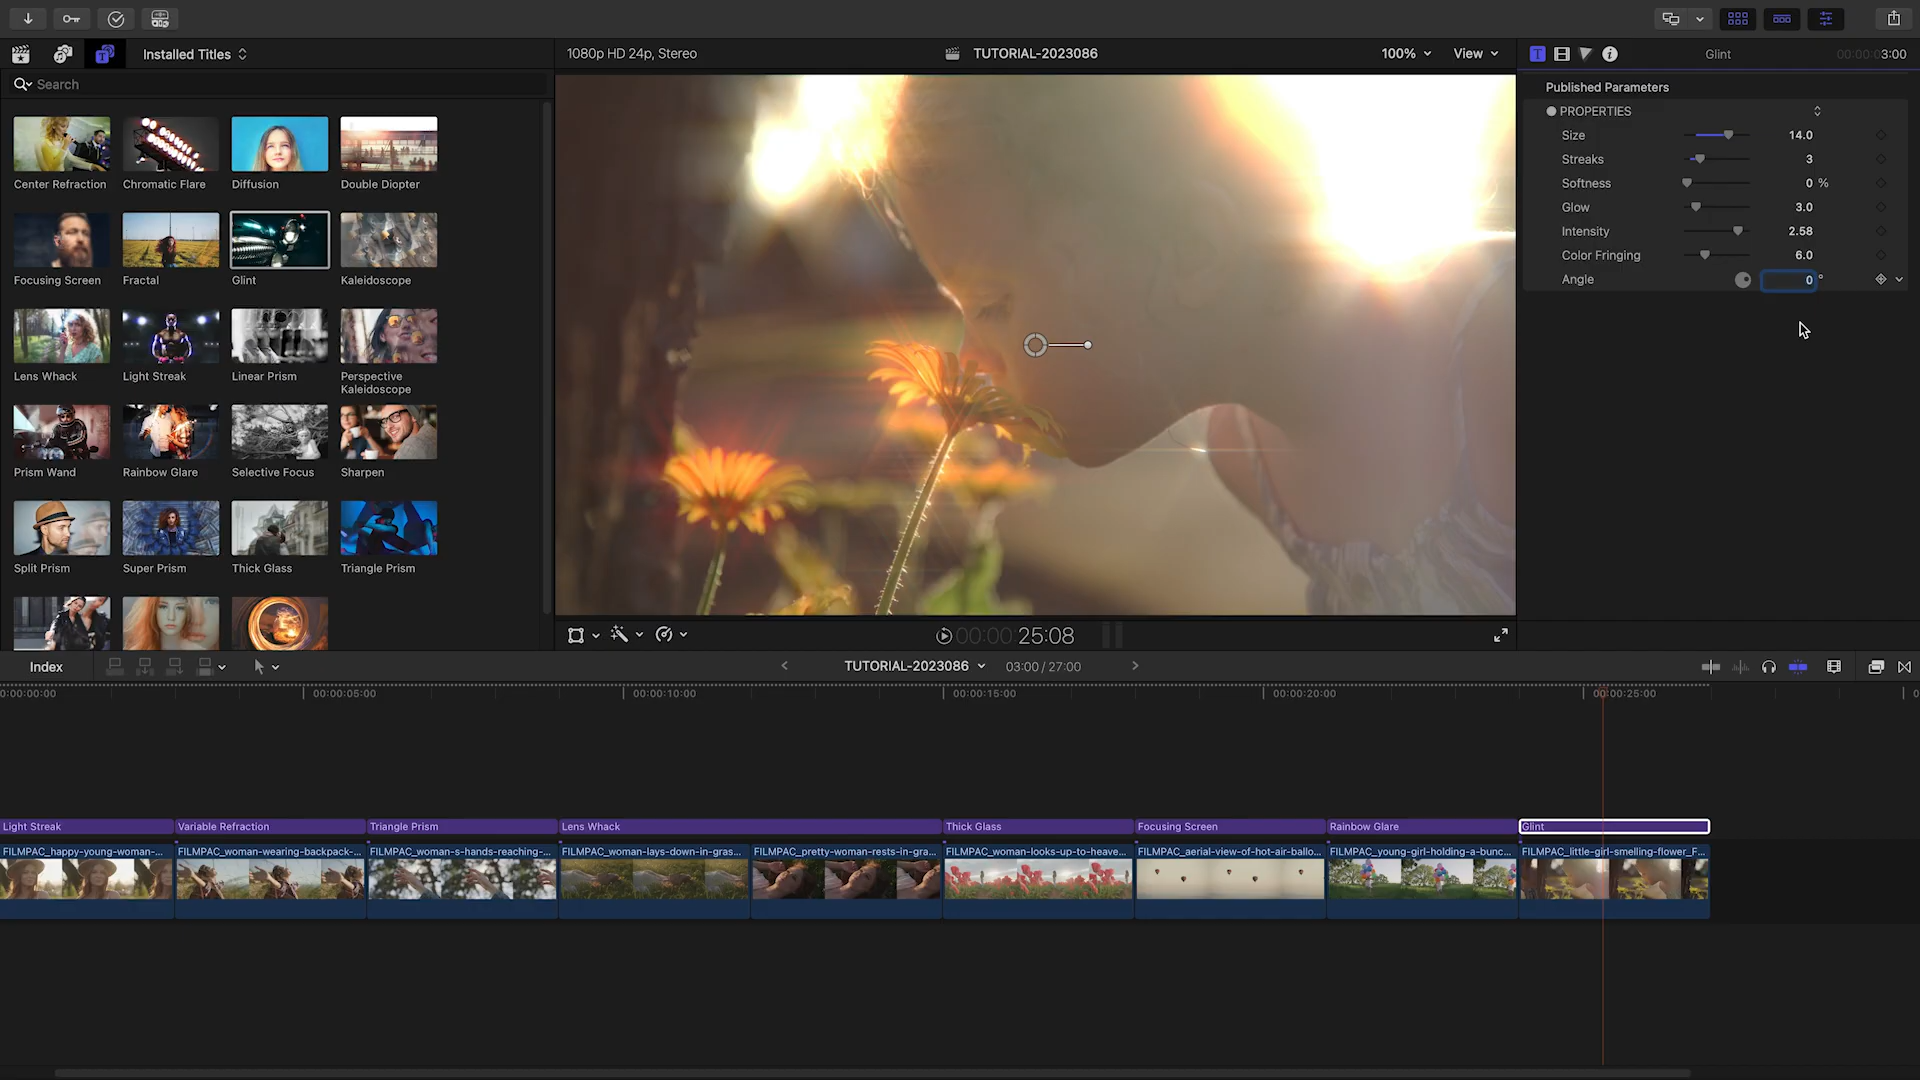 1080p HD 24p, Stereo
TUTORIAL-2023086
100%
View
Glint
00:00:03:00
Installed Titles
Search
Center Refraction
Chromatic Flare
Diffusion
Double Diopter
Focusing Screen
Fractal
Glint
Kaleidoscope
Lens Whack
Light Streak
Linear Prism
Perspective
Kaleidoscope
Prism Wand
Rainbow Glare
Selective Focus
Sharpen
Split Prism
Super Prism
Thick Glass
Triangle Prism
Published Parameters
PROPERTIES
Size 14.0
Streaks 3
Softness 0 %
Glow 3.0
Intensity 2.58
Color Fringing 6.0
Angle 0 °
00:00:25:08
Index
TUTORIAL-2023086
03:00 / 27:00
0:00:00:00
00:00:05:00
00:00:10:00
00:00:15:00
00:00:20:00
00:00:25:00
0
Light Streak
Variable Refraction
Triangle Prism
Lens Whack
Thick Glass
Focusing Screen
Rainbow Glare
Glint
FILMPAC_happy-young-woman-...
FILMPAC_woman-wearing-backpack-...
FILMPAC_woman-s-hands-reaching-...
FILMPAC_woman-lays-down-in-gras...
FILMPAC_pretty-woman-rests-in-gra...
FILMPAC_woman-looks-up-to-heave...
FILMPAC_aerial-view-of-hot-air-ballo...
FILMPAC_young-girl-holding-a-bunc...
FILMPAC_little-girl-smelling-flower_F...